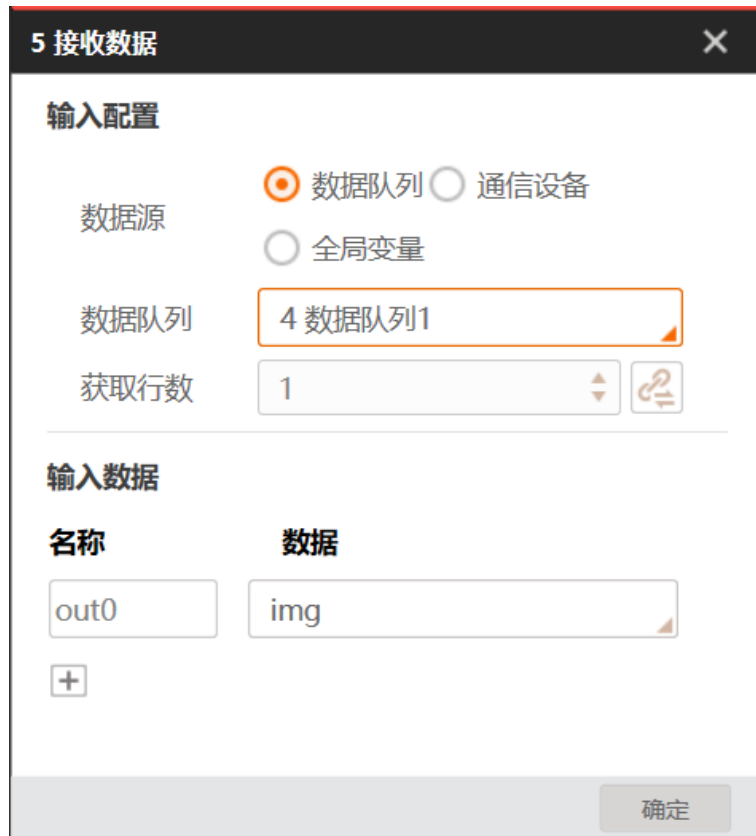 5 接收数据
输入配置
数据源
数据队列 通信设备
全局变量
数据队列 4 数据队列1
获取行数 1
输入数据
名称 数据
out0 img
确定